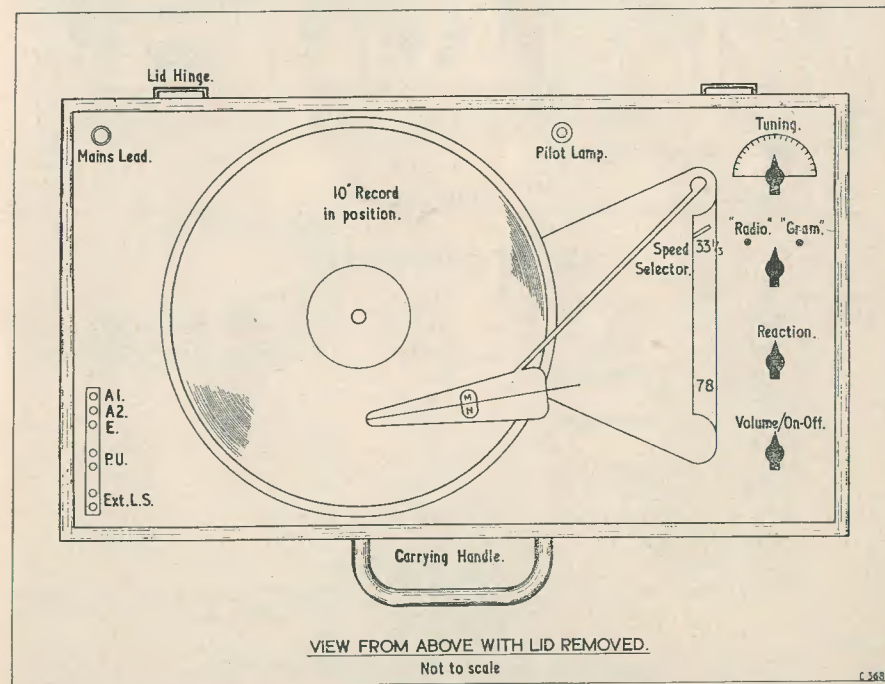 Lid Hinge.
Mains Lead.
Pilot Lamp.
Tuning.
10" Record
in position.
"Radio." "Gram".
Speed
Selector.
33⅓
Reaction.
78
M
N
A1.
A2.
E.
P.U.
Ext.L.S.
Volume/On-Off.
Carrying Handle.
VIEW FROM ABOVE WITH LID REMOVED.
Not to scale
C 368